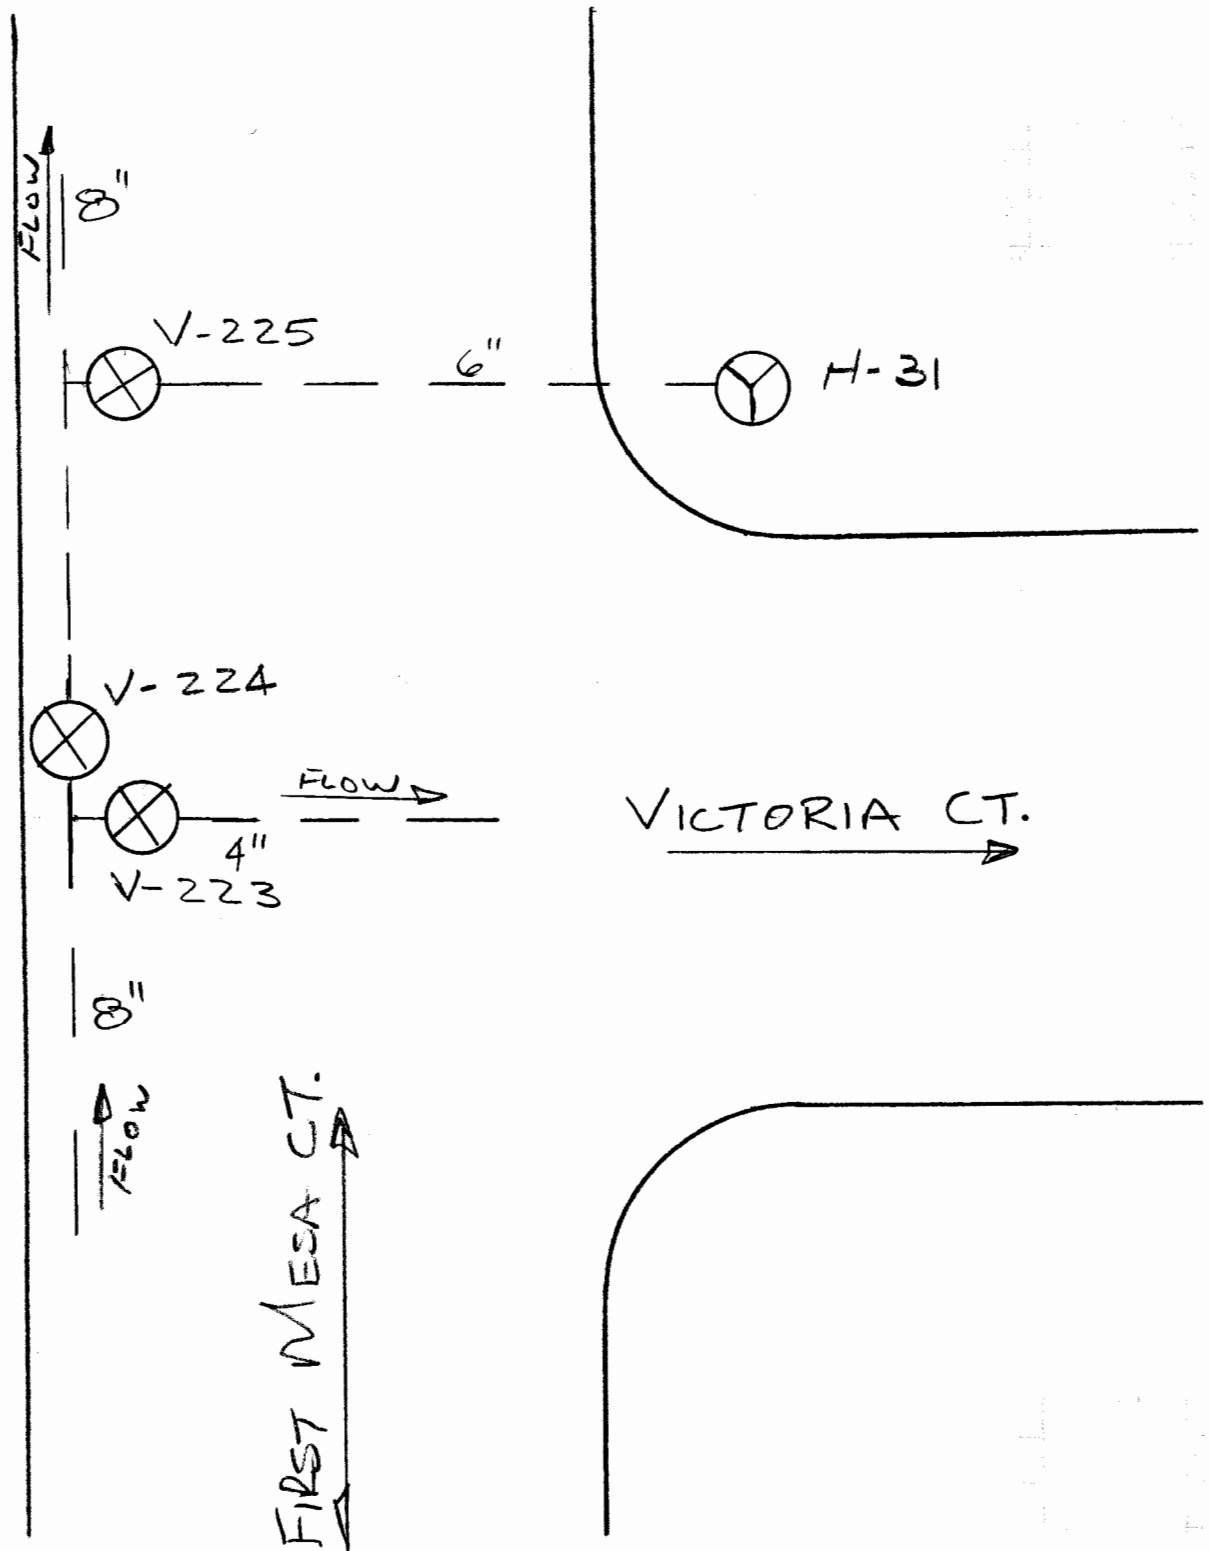 FLOW
8"
V-225
6"
H-31
V-224
FLOW
4"
V-223
VICTORIA CT.
8"
FLOW
FIRST MESA CT.